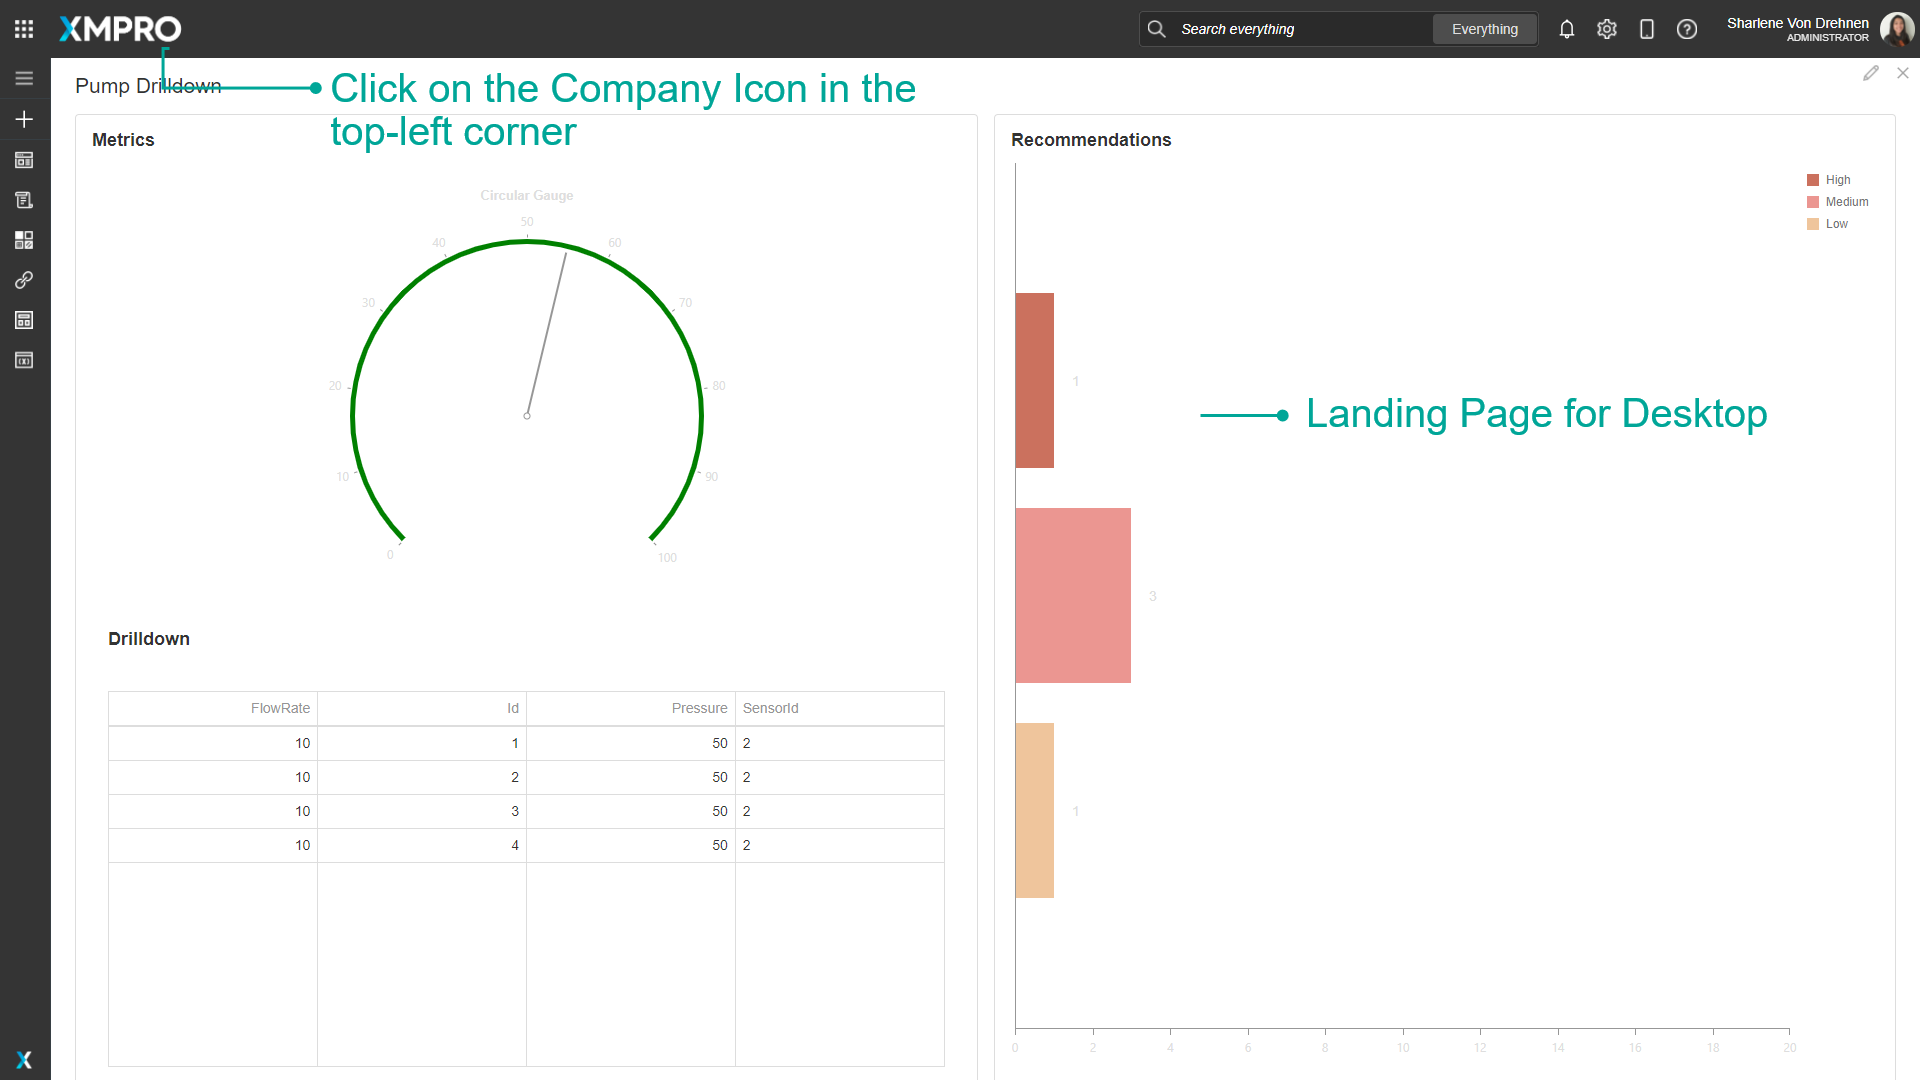 XMPRO
Search everything
Everything
Sharlene Von Drehnen
ADMINISTRATOR
Pump Drilldown
Click on the Company Icon in the
top-left corner
Metrics
Circular Gauge
0
10
20
30
40
50
60
70
80
90
100
Drilldown
FlowRate Id Pressure SensorId
10 1 50 2
10 2 50 2
10 3 50 2
10 4 50 2
Recommendations
High
Medium
Low
1
3
1
Landing Page for Desktop
0 2 4 6 8 10 12 14 16 18 20